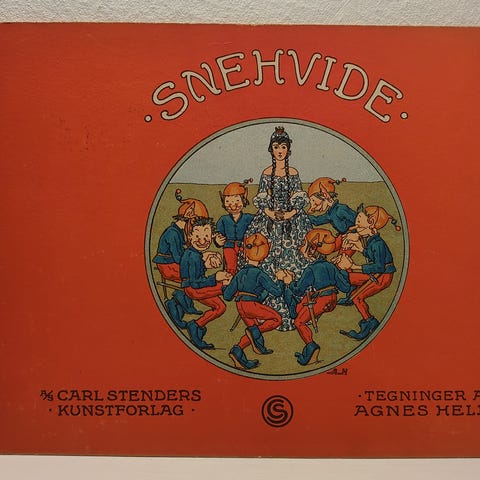 ·SNEHVIDE·
A.H
A/S CARL STENDERS
·KUNSTFORLAG·
CS
·TEGNINGER A
AGNES HEL